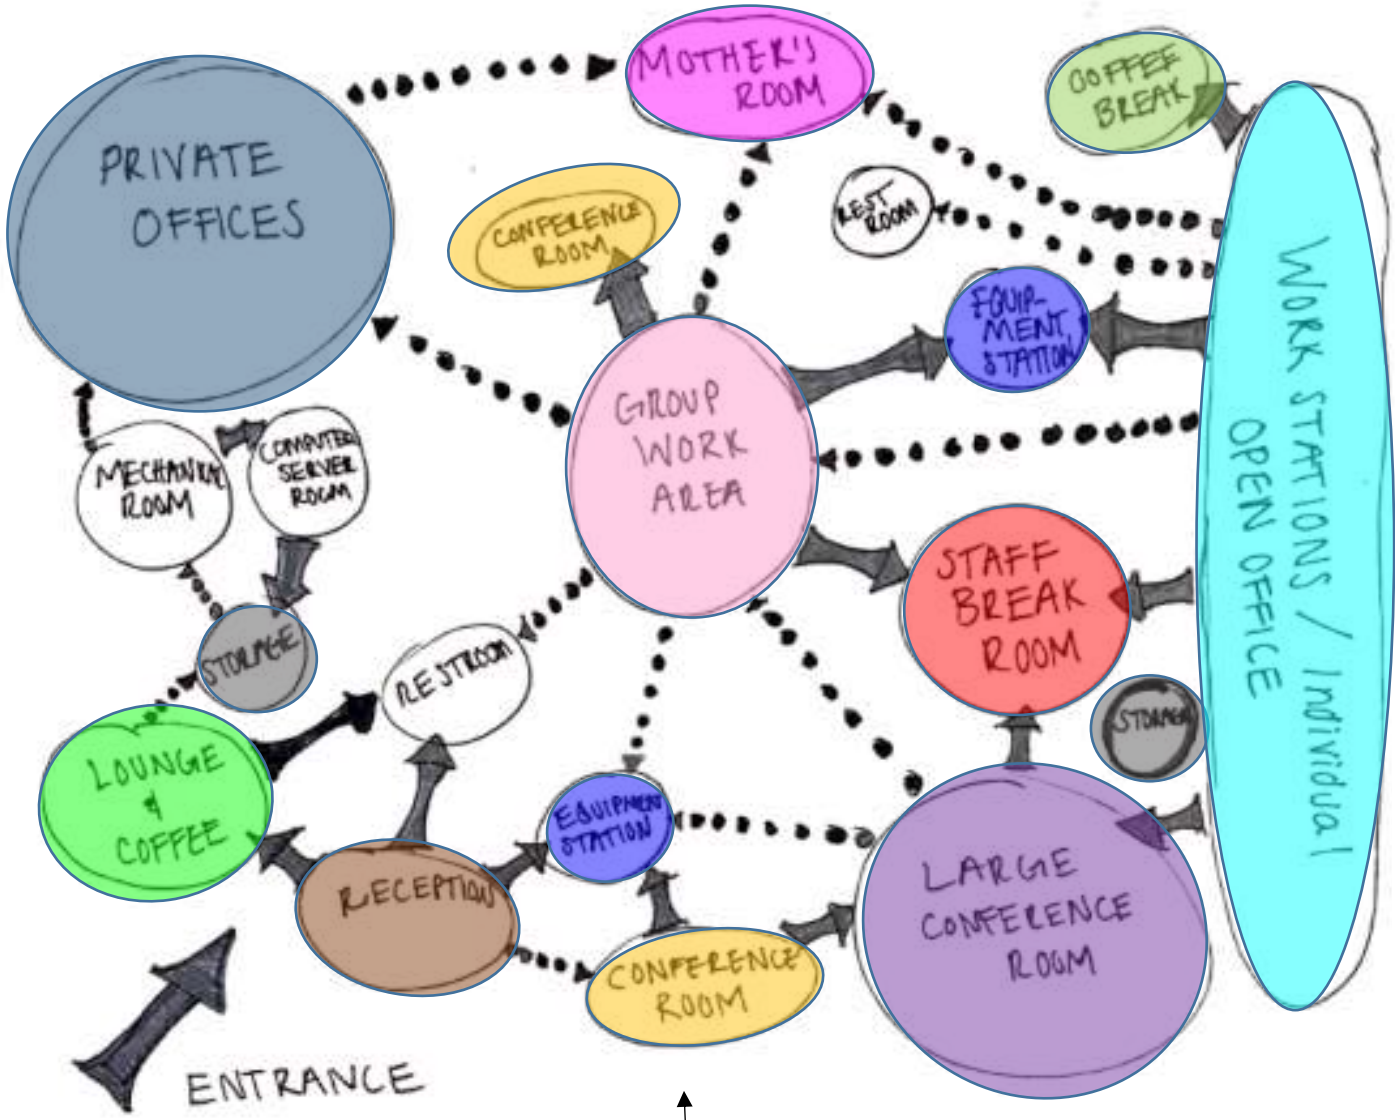 MOTHER'S
ROOM
COFFEE
BREAK
PRIVATE
OFFICES
CONFERENCE
ROOM
REST
ROOM
EQUIP-
MENT
STATION
WORK STATIONS / Individual
OPEN OFFICE
GROUP
WORK
AREA
MECHANICAL
ROOM
COMPUTER
SERVER
ROOM
STAFF
BREAK
ROOM
STORAGE
RESTROOM
STORAGE
LOUNGE
&
COFFEE
EQUIPMENT
STATION
RECEPTION
LARGE
CONFERENCE
ROOM
CONFERENCE
ROOM
ENTRANCE